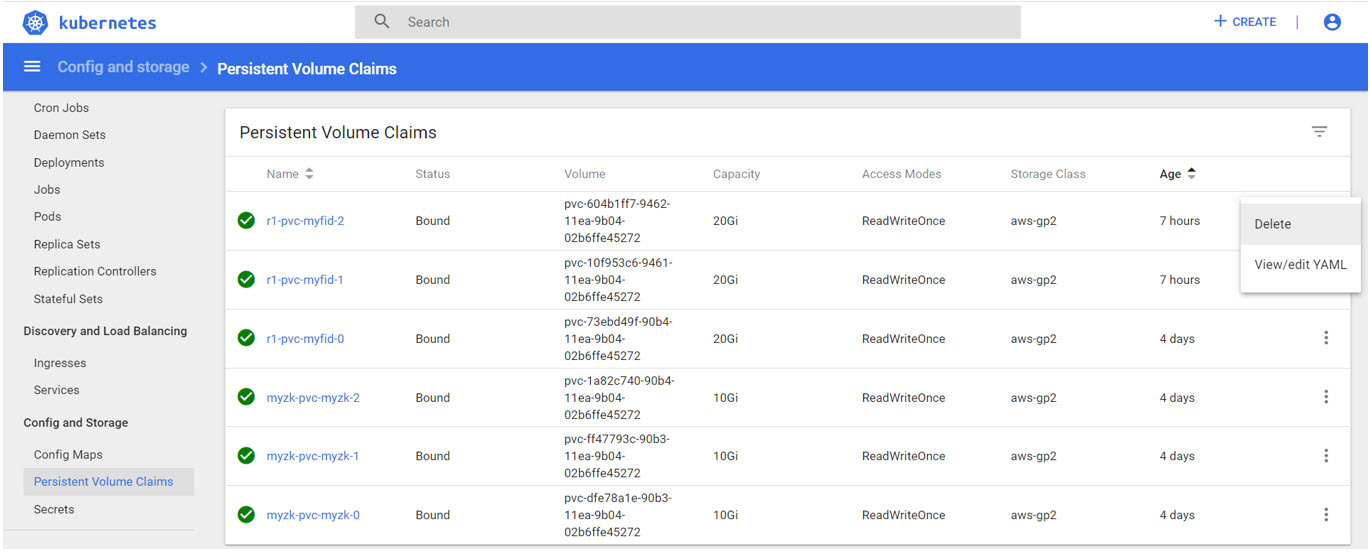 kubernetes
Search
CREATE
Config and storage > Persistent Volume Claims
Cron Jobs
Daemon Sets
Deployments
Jobs
Pods
Replica Sets
Replication Controllers
Stateful Sets
Discovery and Load Balancing
Ingresses
Services
Config and Storage
Config Maps
Persistent Volume Claims
Secrets
Persistent Volume Claims
Name Status Volume Capacity Access Modes Storage Class Age
r1-pvc-myfid-2 Bound pvc-604b1ff7-9462-
11ea-9b04-
02b6ffe45272 20Gi ReadWriteOnce aws-gp2 7 hours
Delete
View/edit YAML
r1-pvc-myfid-1 Bound pvc-10f953c6-9461-
11ea-9b04-
02b6ffe45272 20Gi ReadWriteOnce aws-gp2 7 hours
r1-pvc-myfid-0 Bound pvc-73ebd49f-90b4-
11ea-9b04-
02b6ffe45272 20Gi ReadWriteOnce aws-gp2 4 days
myzk-pvc-myzk-2 Bound pvc-1a82c740-90b4-
11ea-9b04-
02b6ffe45272 10Gi ReadWriteOnce aws-gp2 4 days
myzk-pvc-myzk-1 Bound pvc-ff47793c-90b3-
11ea-9b04-
02b6ffe45272 10Gi ReadWriteOnce aws-gp2 4 days
myzk-pvc-myzk-0 Bound pvc-dfe78a1e-90b3-
11ea-9b04-
02b6ffe45272 10Gi ReadWriteOnce aws-gp2 4 days